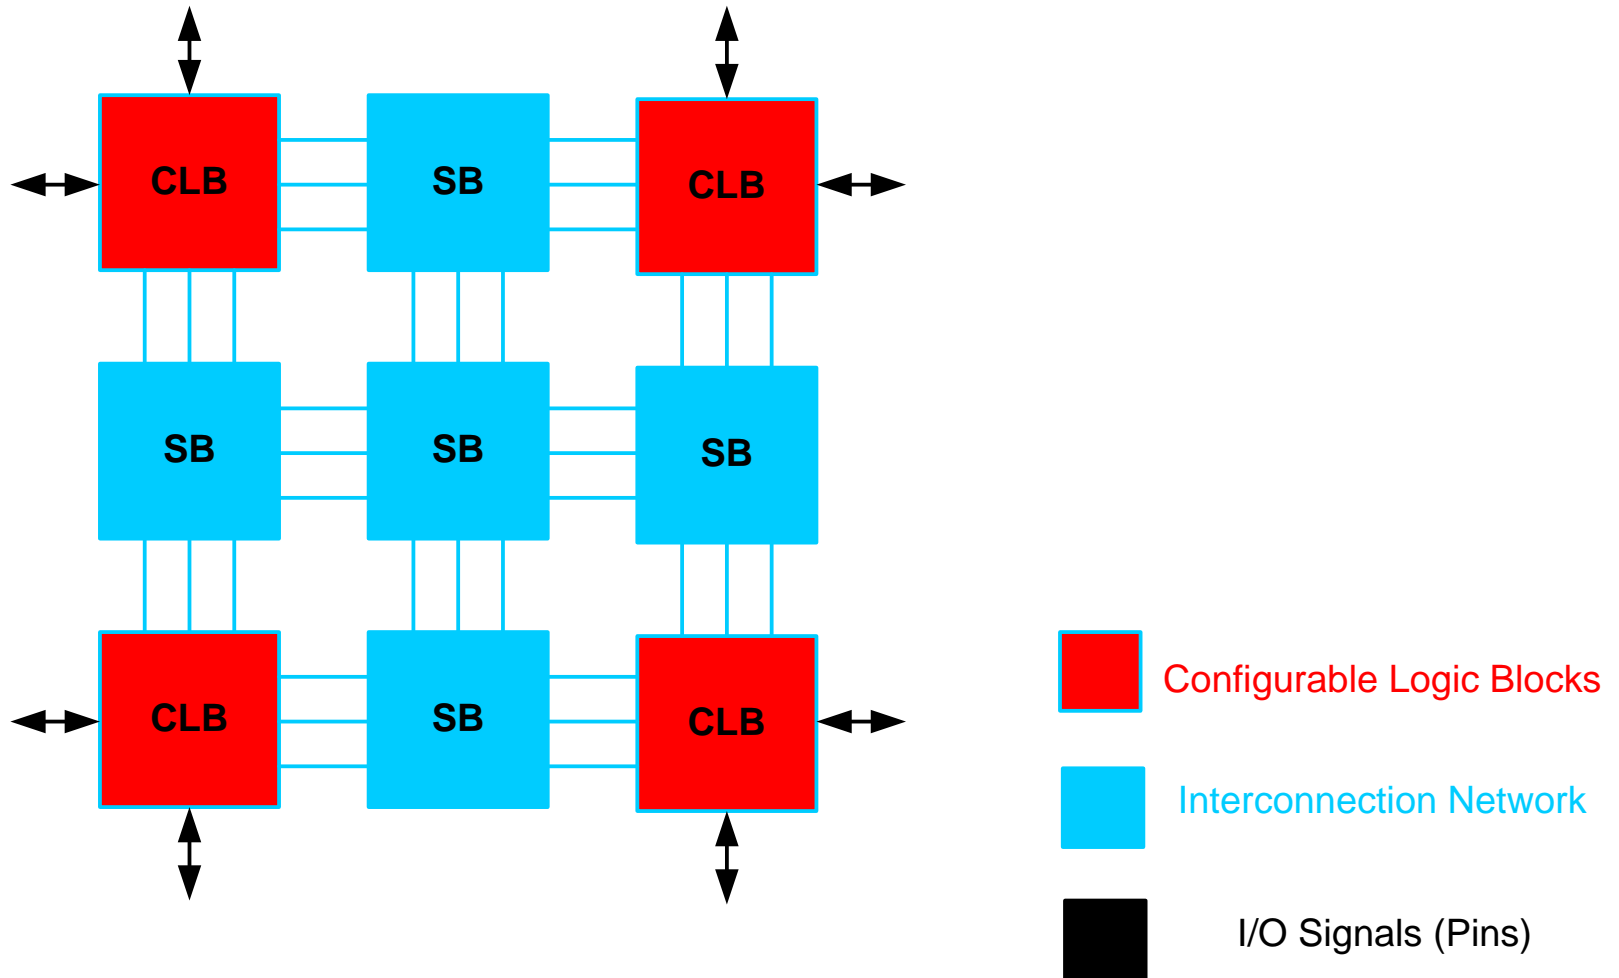 CLB
SB
CLB
SB
SB
SB
CLB
SB
CLB
Configurable Logic Blocks
Interconnection Network
I/O Signals (Pins)